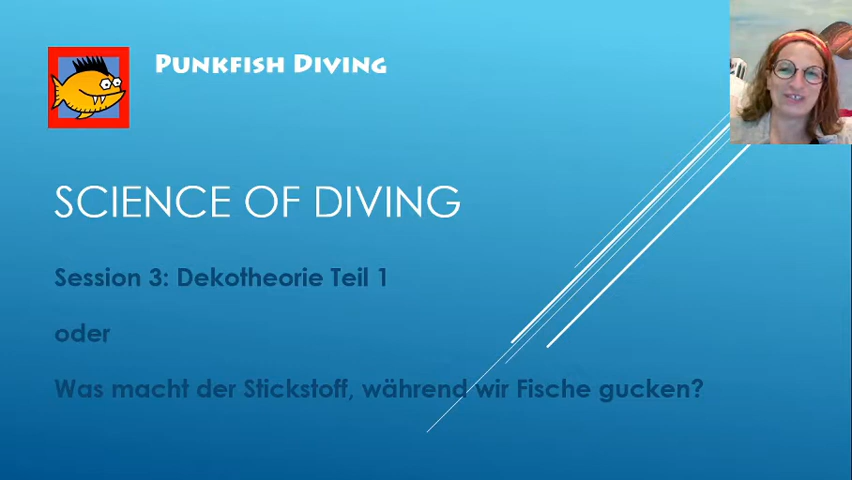 PUNKFISH DIVING
SCIENCE OF DIVING
Session 3: Dekotheorie Teil 1
oder
Was macht der Stickstoff, während wir Fische gucken?